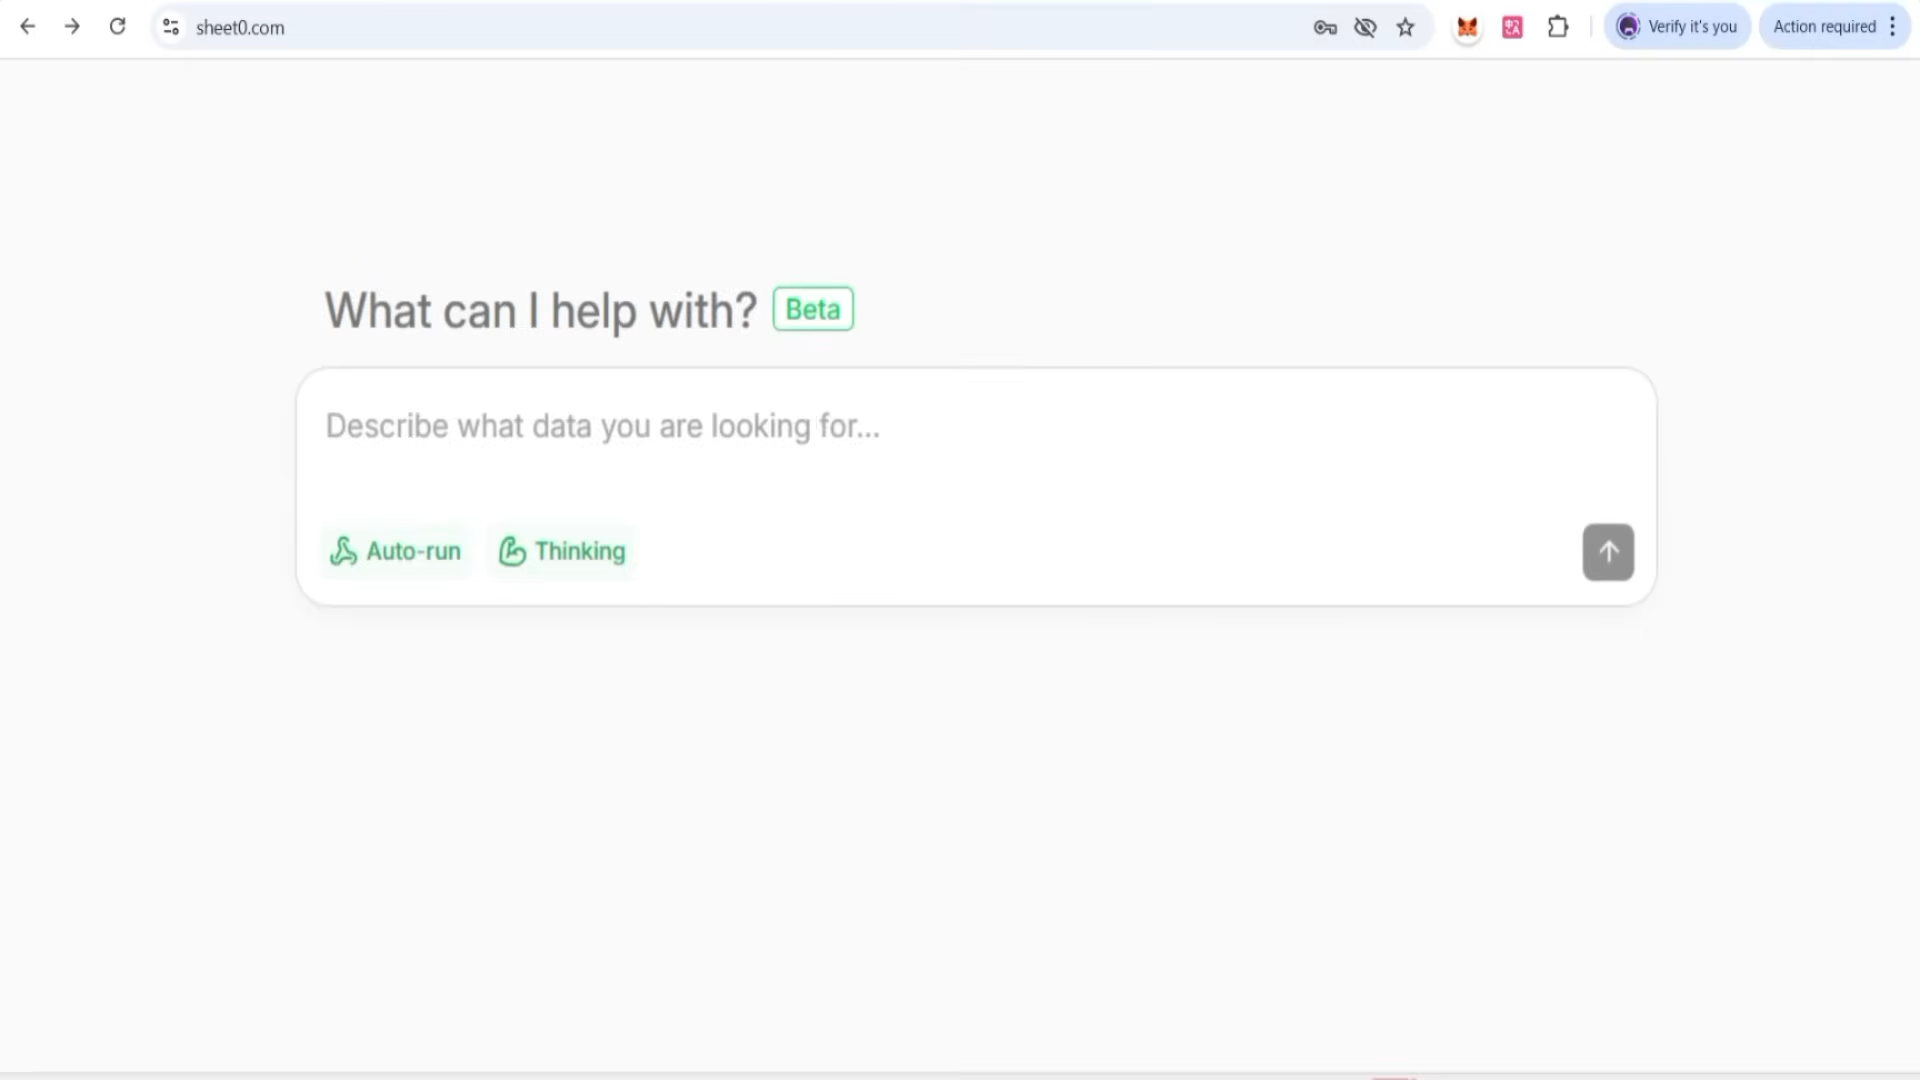 sheet0.com
Verify it's you
Action required
What can I help with?
Beta
Describe what data you are looking for...
Auto-run
Thinking